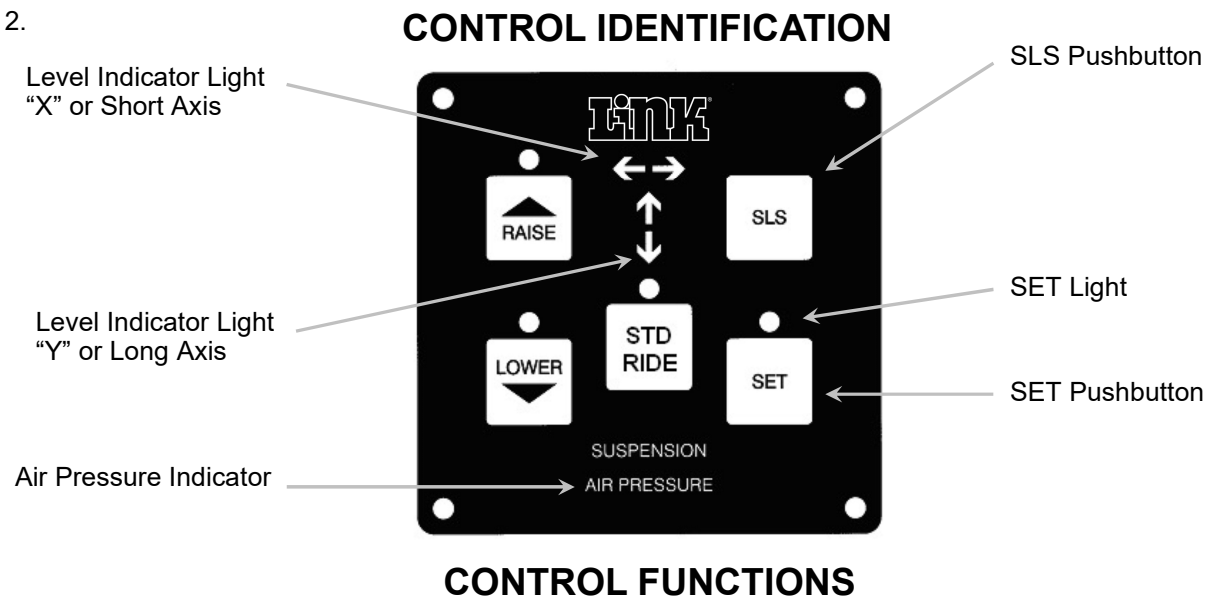 2.
CONTROL IDENTIFICATION
Level Indicator Light
“X” or Short Axis
SLS Pushbutton
Link®
RAISE
SLS
Level Indicator Light
“Y” or Long Axis
SET Light
STD
RIDE
LOWER
SET
SET Pushbutton
SUSPENSION
Air Pressure Indicator
AIR PRESSURE
CONTROL FUNCTIONS